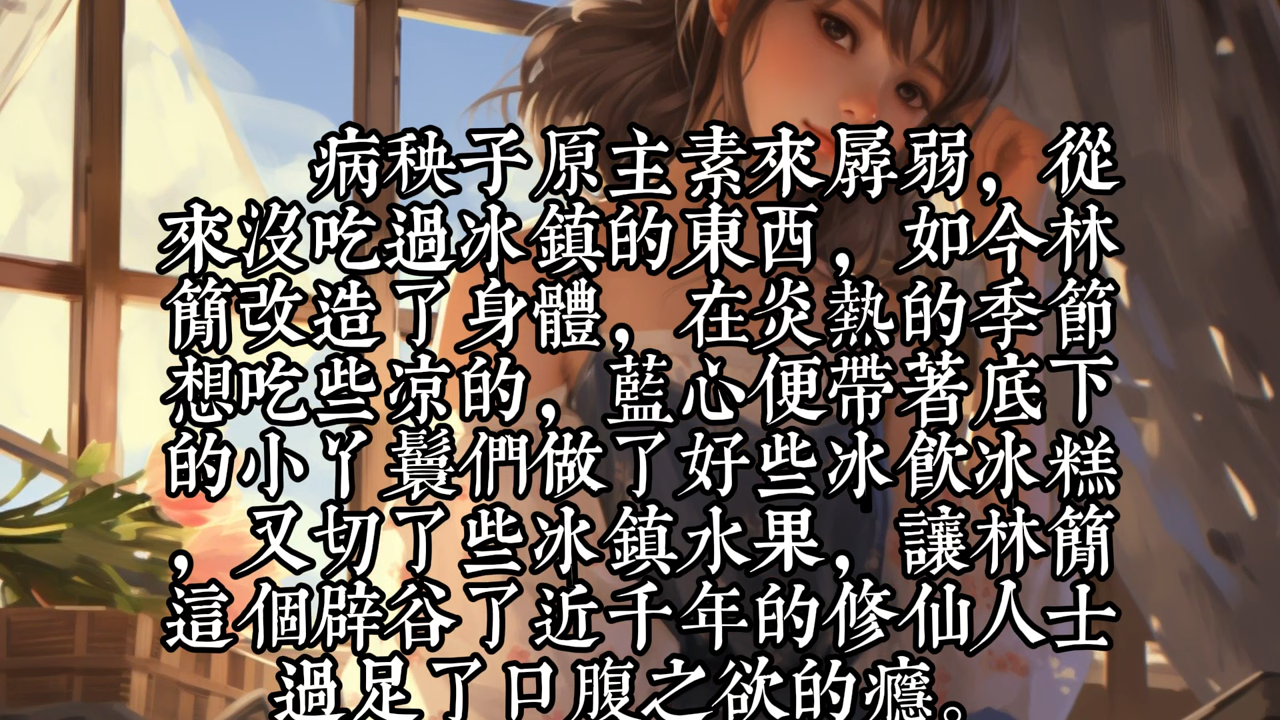 病秧子原主素來孱弱，從
來沒吃過冰鎮的東西，如今林
簡改造了身體，在炎熱的季節
想吃些凉的，藍心便帶著底下
的小丫鬟們做了好些冰飲冰糕
，又切了些冰鎮水果，讓林簡
這個辟谷了近千年的修仙人士
過足了口腹之欲的癮。